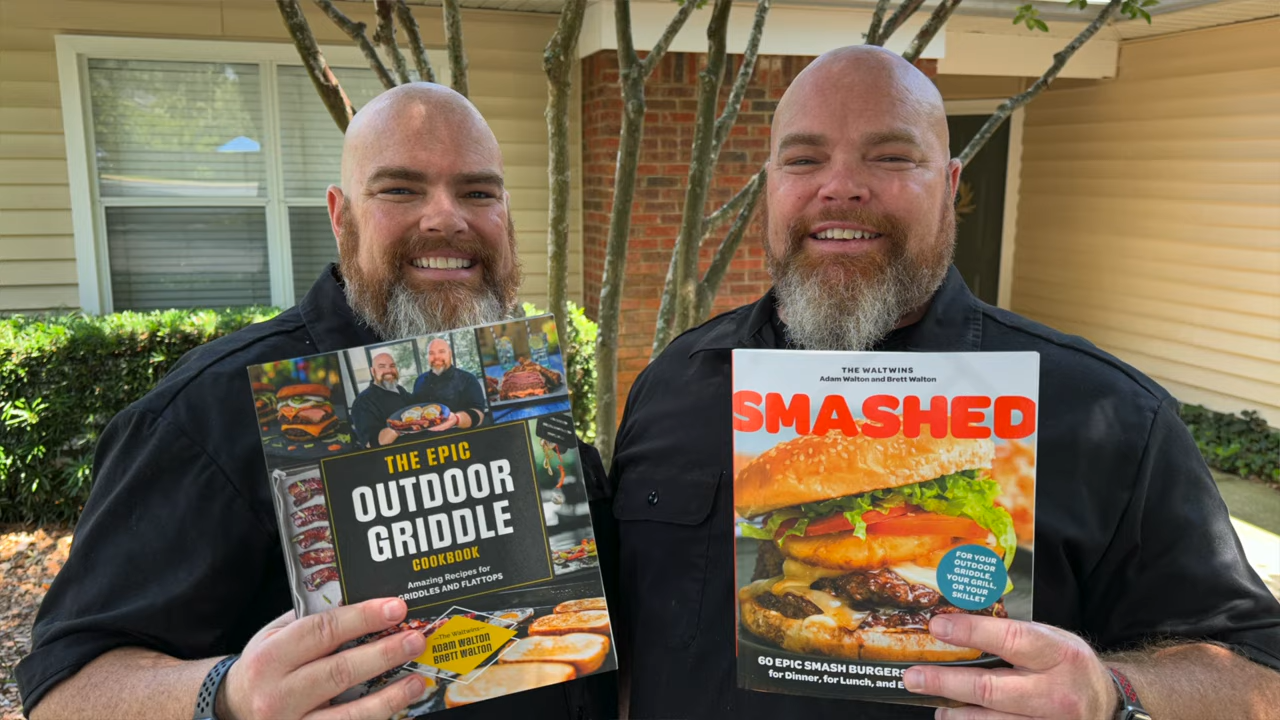 THE EPIC
OUTDOOR
GRIDDLE
COOKBOOK
Amazing Recipes for
GRIDDLES AND FLATTOPS
—The Waltwins—
ADAM WALTON
BRETT WALTON
THE WALTWINS
Adam Walton and Brett Walton
SMASHED
FOR YOUR
OUTDOOR
GRIDDLE,
YOUR GRILL,
OR YOUR
SKILLET
60 EPIC SMASH BURGERS
for Dinner, for Lunch, and